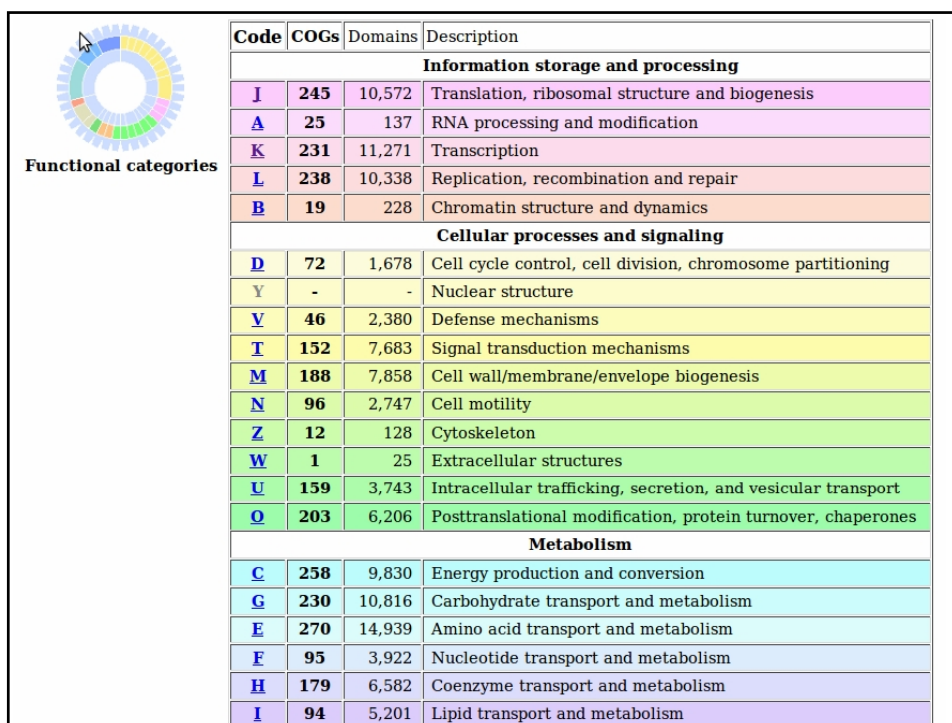 Functional categories
Code COGs Domains Description
Information storage and processing
J 245 10,572 Translation, ribosomal structure and biogenesis
A 25 137 RNA processing and modification
K 231 11,271 Transcription
L 238 10,338 Replication, recombination and repair
B 19 228 Chromatin structure and dynamics
Cellular processes and signaling
D 72 1,678 Cell cycle control, cell division, chromosome partitioning
Y - - Nuclear structure
V 46 2,380 Defense mechanisms
T 152 7,683 Signal transduction mechanisms
M 188 7,858 Cell wall/membrane/envelope biogenesis
N 96 2,747 Cell motility
Z 12 128 Cytoskeleton
W 1 25 Extracellular structures
U 159 3,743 Intracellular trafficking, secretion, and vesicular transport
O 203 6,206 Posttranslational modification, protein turnover, chaperones
Metabolism
C 258 9,830 Energy production and conversion
G 230 10,816 Carbohydrate transport and metabolism
E 270 14,939 Amino acid transport and metabolism
F 95 3,922 Nucleotide transport and metabolism
H 179 6,582 Coenzyme transport and metabolism
I 94 5,201 Lipid transport and metabolism